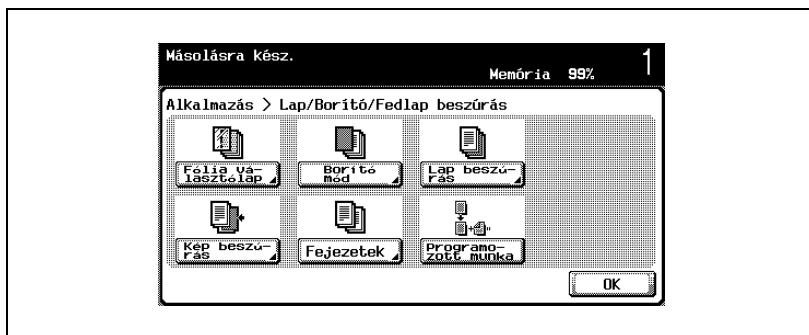 Másolásra kész.
Memória 99% 1
Alkalmazás > Lap/Borító/Fedlap beszúrás
Fólia vá-
lasztólap
Borító
mód
Lap beszú-
rás
Kép beszú-
rás
Fejezetek
Programo-
zott munka
OK